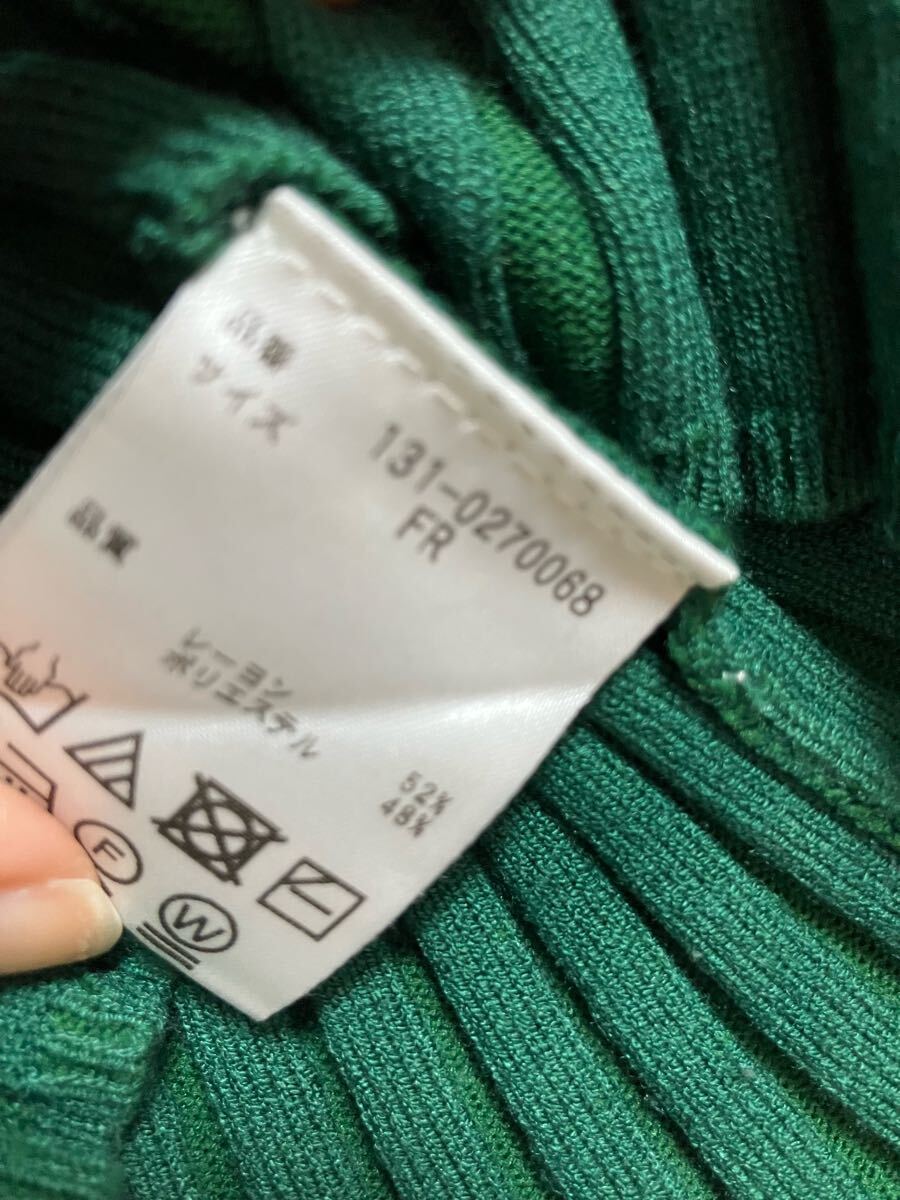 品番 131-0270068
サイズ FR
品質
レーヨン 52%
ポリエステル 48%
F
W